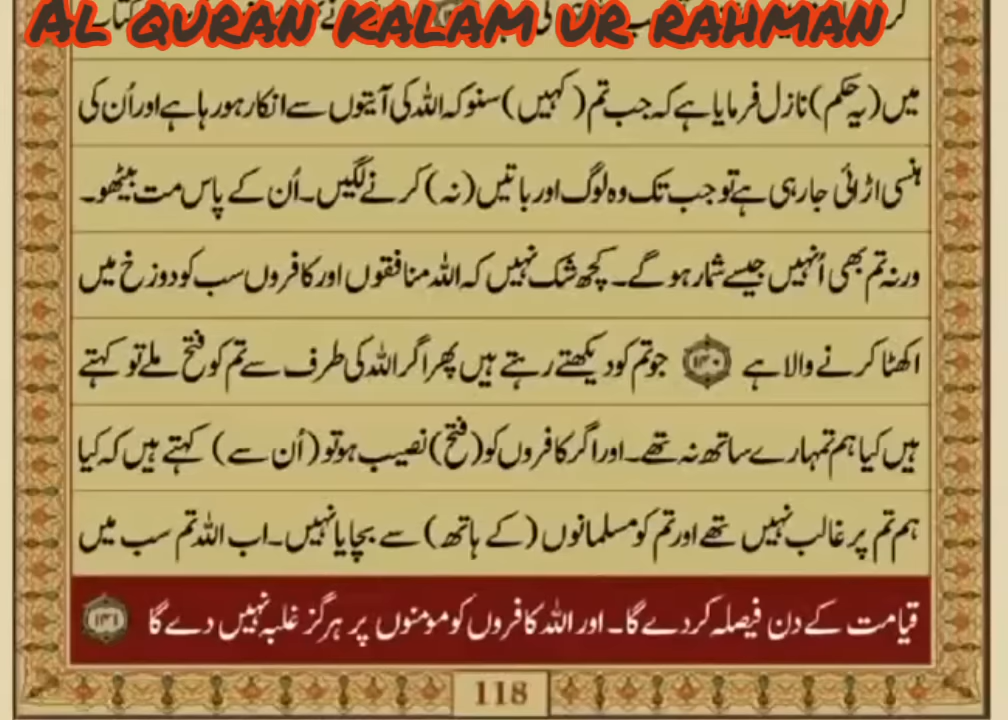 AL QURAN KALAM UR RAHMAN
میں (یہ حکم) نازل فرمایا ہے کہ جب تم (کہیں) سنو کہ اللہ کی آیتوں سے انکار ہو رہا ہے اور اُن کی
ہنسی اڑائی جا رہی ہے تو جب تک وہ لوگ اور باتیں (نہ) کرنے لگیں۔ اُن کے پاس مت بیٹھو۔
ورنہ تم بھی اُنہیں جیسے شمار ہو گے۔ کچھ شک نہیں کہ اللہ منافقوں اور کافروں سب کو دوزخ میں
اکھٹا کرنے والا ہے ۱۴۰ جو تم کو دیکھتے رہتے ہیں پھر اگر اللہ کی طرف سے تم کو فتح ملے تو کہتے
ہیں کیا ہم تمہارے ساتھ نہ تھے۔ اور اگر کافروں کو (فتح) نصیب ہو تو (اُن سے) کہتے ہیں کہ کیا
ہم تم پر غالب نہیں تھے اور تم کو مسلمانوں (کے ہاتھ) سے بچایا نہیں۔ اب اللہ تم سب میں
قیامت کے دن فیصلہ کر دے گا۔ اور اللہ کافروں کو مومنوں پر ہرگز غلبہ نہیں دے گا ۱۴۱
118